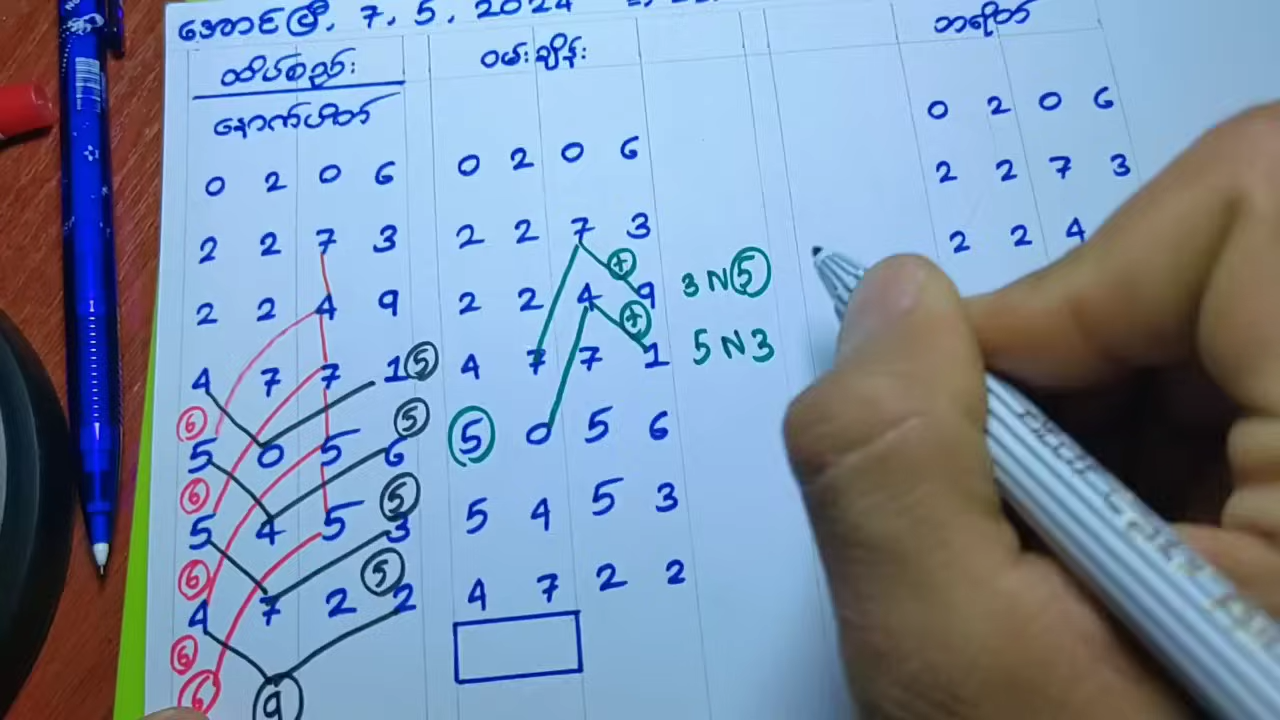 အောင်မြို့, 7, 5, 2024
ထိပ်စည်း
နောက်ပိတ်
0 2 0 6
2 2 7 3
2 2 4 9
4 7 7 1 5
6
5 0 5 6 5
6
5 4 5 3 5
6
4 7 2 2 5
6
6 9
ဝမ်းချိန်း
0 2 0 6
2 2 7 3
+
2 2 4 9 3 N 5
+
4 7 7 1 5 N 3
5 0 5 6
5 4 5 3
4 7 2 2
ဘရိတ်
0 2 0 6
2 2 7 3
2 2 4